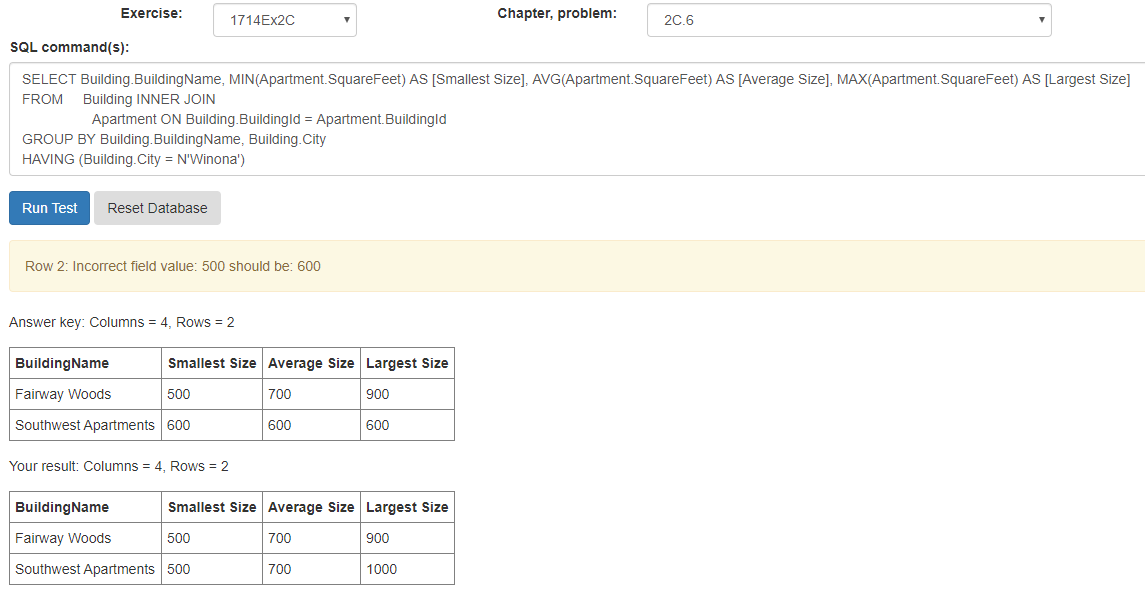 Exercise: 1714Ex2C Chapter, problem: 2C.6
SQL command(s):
SELECT Building.BuildingName, MIN(Apartment.SquareFeet) AS [Smallest Size], AVG(Apartment.SquareFeet) AS [Average Size], MAX(Apartment.SquareFeet) AS [Largest Size]
FROM Building INNER JOIN
Apartment ON Building.BuildingId = Apartment.BuildingId
GROUP BY Building.BuildingName, Building.City
HAVING (Building.City = N'Winona')
Run Test Reset Database
Row 2: Incorrect field value: 500 should be: 600
Answer key: Columns = 4, Rows = 2
BuildingName Smallest Size Average Size Largest Size
Fairway Woods 500 700 900
Southwest Apartments 600 600 600
Your result: Columns = 4, Rows = 2
BuildingName Smallest Size Average Size Largest Size
Fairway Woods 500 700 900
Southwest Apartments 500 700 1000